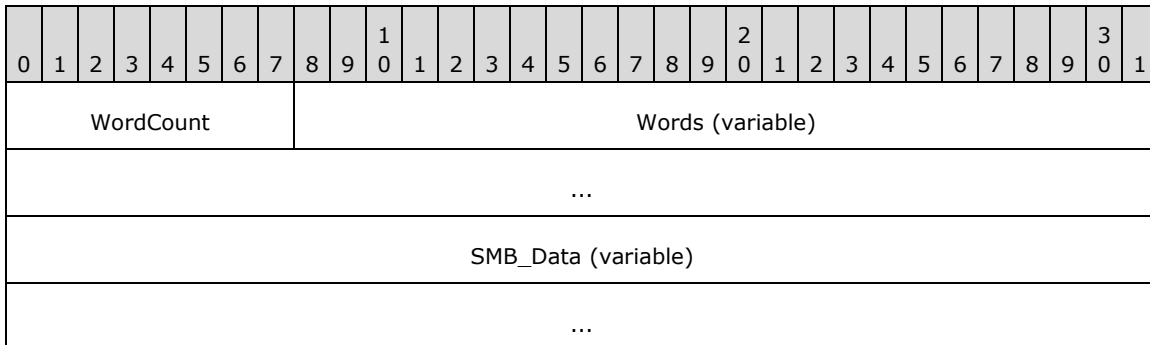 0 1 2 3 4 5 6 7 8 9 1 0 1 2 3 4 5 6 7 8 9 2 0 1 2 3 4 5 6 7 8 9 3 0 1
WordCount Words (variable)
...
SMB_Data (variable)
...